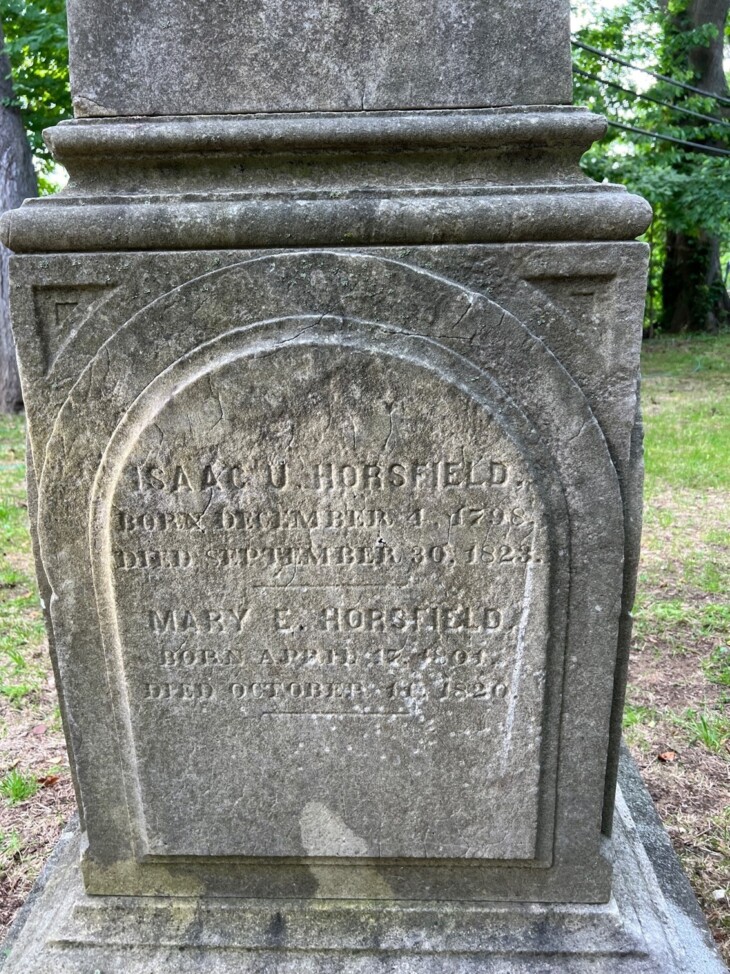 ISAAC U. HORSFIELD.
BORN DECEMBER 4, 1798.
DIED SEPTEMBER 30, 1823.
MARY E. HORSFIELD.
BORN APRIL 17, 1801.
DIED OCTOBER 11, 1820.